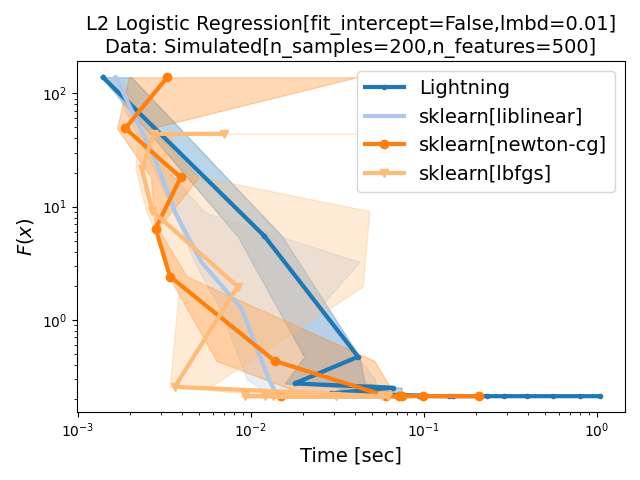 L2 Logistic Regression[fit_intercept=False,lmbd=0.01]
Data: Simulated[n_samples=200,n_features=500]
Lightning
sklearn[liblinear]
sklearn[newton-cg]
sklearn[lbfgs]
F(x)
10²
10¹
10⁰
10⁻³ 10⁻² 10⁻¹ 10⁰
Time [sec]